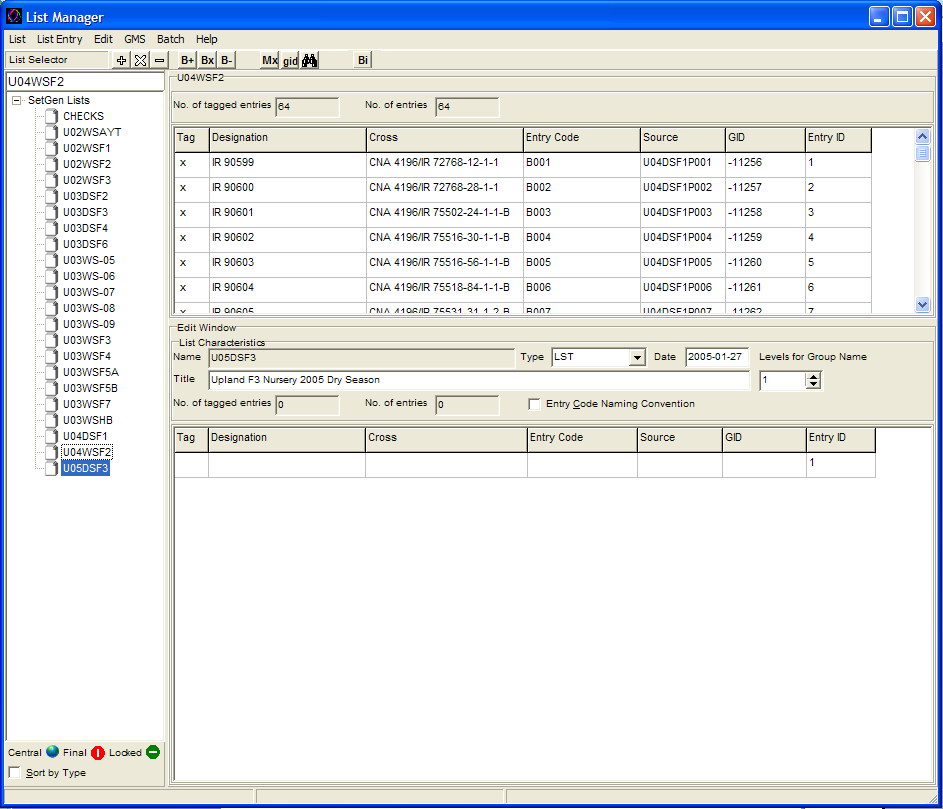 List Manager
List List Entry Edit GMS Batch Help
List Selector B+ Bx B- Mx gid Bi
U04WSF2
SetGen Lists
CHECKS
U02WSAYT
U02WSF1
U02WSF2
U02WSF3
U03DSF2
U03DSF3
U03DSF4
U03DSF6
U03WS-05
U03WS-06
U03WS-07
U03WS-08
U03WS-09
U03WSF3
U03WSF4
U03WSF5A
U03WSF5B
U03WSF7
U03WSHB
U04DSF1
U04WSF2
U05DSF3
Central Final Locked
Sort by Type
U04WSF2
No. of tagged entries 64 No. of entries 64
Tag Designation Cross Entry Code Source GID Entry ID
x IR 90599 CNA 4196/IR 72768-12-1-1 B001 U04DSF1P001 -11256 1
x IR 90600 CNA 4196/IR 72768-28-1-1 B002 U04DSF1P002 -11257 2
x IR 90601 CNA 4196/IR 75502-24-1-1-B B003 U04DSF1P003 -11258 3
x IR 90602 CNA 4196/IR 75516-30-1-1-B B004 U04DSF1P004 -11259 4
x IR 90603 CNA 4196/IR 75516-56-1-1-B B005 U04DSF1P005 -11260 5
x IR 90604 CNA 4196/IR 75518-84-1-1-B B006 U04DSF1P006 -11261 6
x IR 90605 CNA 4196/IR 75531-31-1-2-B B007 U04DSF1P007 -11262 7
Edit Window
List Characteristics
Name U05DSF3 Type LST Date 2005-01-27 Levels for Group Name
Title Upland F3 Nursery 2005 Dry Season 1
No. of tagged entries 0 No. of entries 0 Entry Code Naming Convention
Tag Designation Cross Entry Code Source GID Entry ID
1